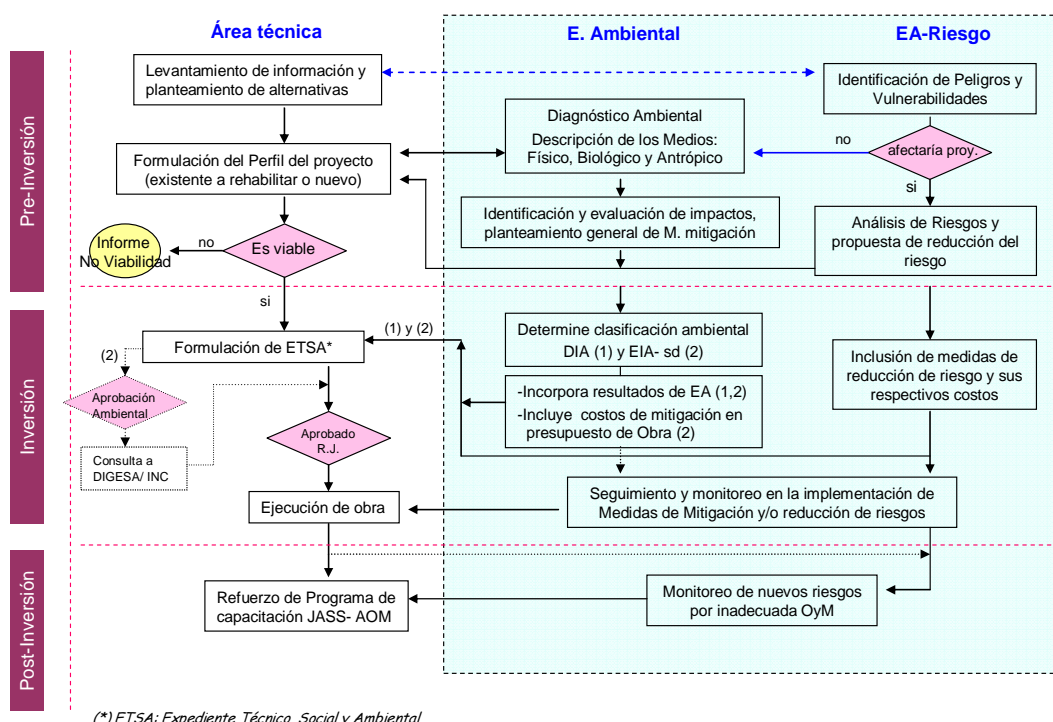 Área técnica
E. Ambiental
EA-Riesgo
Pre-Inversión
Levantamiento de información y
planteamiento de alternativas
Identificación de Peligros y
Vulnerabilidades
Diagnóstico Ambiental
Descripción de los Medios:
Físico, Biológico y Antrópico
no
afectaría proy.
si
Formulación del Perfil del proyecto
(existente a rehabilitar o nuevo)
Identificación y evaluación de impactos,
planteamiento general de M. mitigación
Análisis de Riesgos y
propuesta de reducción del
riesgo
Informe
No Viabilidad
no
Es viable
si
Inversión
(1) y (2)
Formulación de ETSA*
(2)
Determine clasificación ambiental
DIA (1) y EIA- sd (2)
Inclusión de medidas de
reducción de riesgo y sus
respectivos costos
Aprobación
Ambiental
-Incorpora resultados de EA (1,2)
-Incluye costos de mitigación en
presupuesto de Obra (2)
Aprobado
R.J.
Consulta a
DIGESA/ INC
Ejecución de obra
Seguimiento y monitoreo en la implementación de
Medidas de Mitigación y/o reducción de riesgos
Post-Inversión
Refuerzo de Programa de
capacitación JASS- AOM
Monitoreo de nuevos riesgos
por inadecuada OyM
(*) ETSA: Expediente Técnico, Social y Ambiental